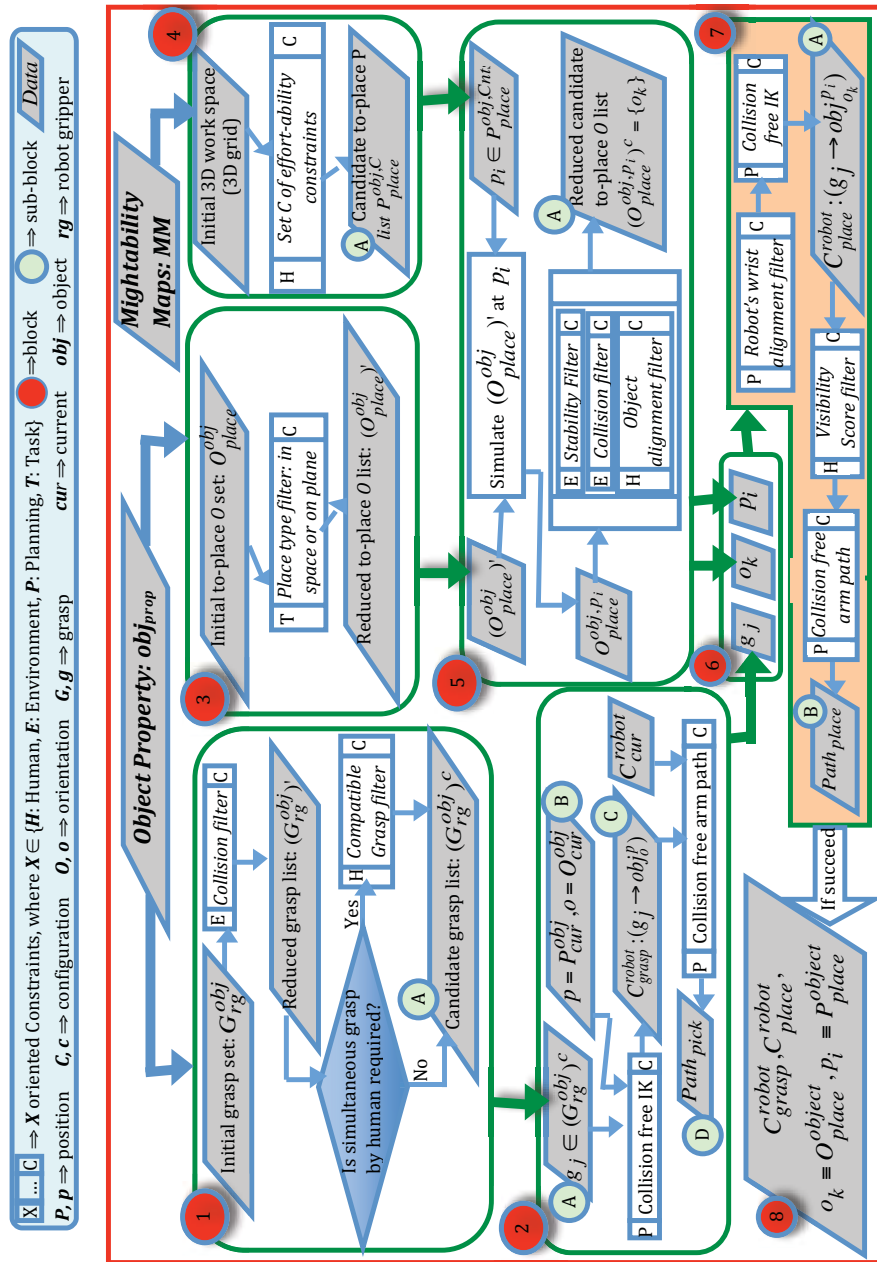 X ... C ⇒ X oriented Constraints, where X ∈ {H: Human, E: Environment, P: Planning, T: Task}
⇒block
⇒ sub-block
Data
P, p ⇒ position C, c ⇒ configuration O, o ⇒ orientation G,g ⇒ grasp
cur ⇒ current obj ⇒ object rg ⇒ robot gripper
Object Property: obj_prop
Mightability
Maps: MM
1
Initial grasp set: G_rg^obj
E Collision filter C
Reduced grasp list: (G_rg^obj)'
Is simultaneous grasp
by human required?
Yes
No
H Compatible C
Grasp filter
A
Candidate grasp list: (G_rg^obj)^c
3
Initial to-place O set: O_place^obj
T Place type filter: in C
space or on plane
Reduced to-place O list: (O_place^obj)'
4
Initial 3D work space
(3D grid)
H Set C of effort-ability C
constraints
A Candidate to-place P
list P_place^obj,C
2
A g_j ∈ (G_rg^obj)^c
p = P_cur^obj, o = O_cur^obj B
P Collision free IK C
C
C_grasp^robot : (g_j → obj_o^p)
C_cur^robot
P Collision free arm path C
Path_pick
D
5
(O_place^obj)'
Simulate (O_place^obj)' at p_i
p_i ∈ P_place^obj,Cnt:
O_place^obj,p_i
E Stability Filter C
E Collision filter C
H Object C
alignment filter
A
Reduced candidate
to-place O list
(O_place^obj,p_i)^c = {o_k}
6
g_j
o_k
p_i
7
P Robot's wrist C
alignment filter
P Collision C
free IK
A
C_place^robot : (g_j → obj_o_k^p_i)
H Visibility C
Score filter
P Collision free C
arm path
B
Path_place
If succeed
8
C_grasp^robot, C_place^robot,
o_k ≡ O_place^object, p_i ≡ P_place^object